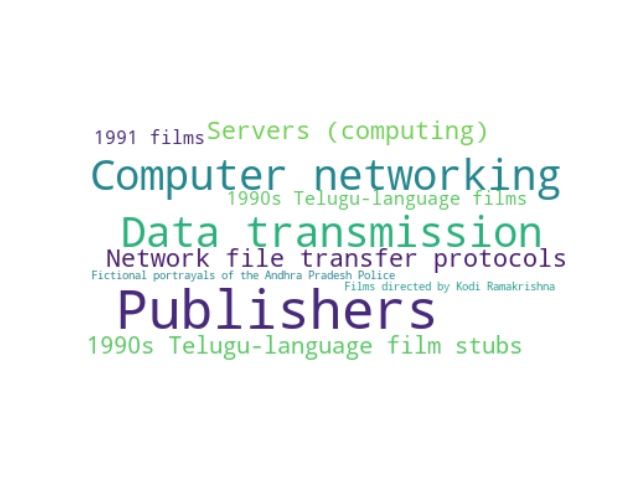 1991 films
Servers (computing)
Computer networking
1990s Telugu-language films
Data transmission
Network file transfer protocols
Fictional portrayals of the Andhra Pradesh Police
Films directed by Kodi Ramakrishna
Publishers
1990s Telugu-language film stubs